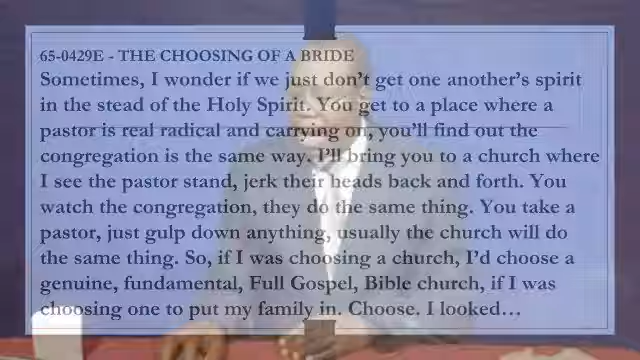 65-0429E - THE CHOOSING OF A BRIDE
Sometimes, I wonder if we just don't get one another's spirit
in the stead of the Holy Spirit. You get to a place where a
pastor is real radical and carrying on, you'll find out the
congregation is the same way. I'll bring you to a church where
I see the pastor stand, jerk their heads back and forth. You
watch the congregation, they do the same thing. You take a
pastor, just gulp down anything, usually the church will do
the same thing. So, if I was choosing a church, I'd choose a
genuine, fundamental, Full Gospel, Bible church, if I was
choosing one to put my family in. Choose. I looked…